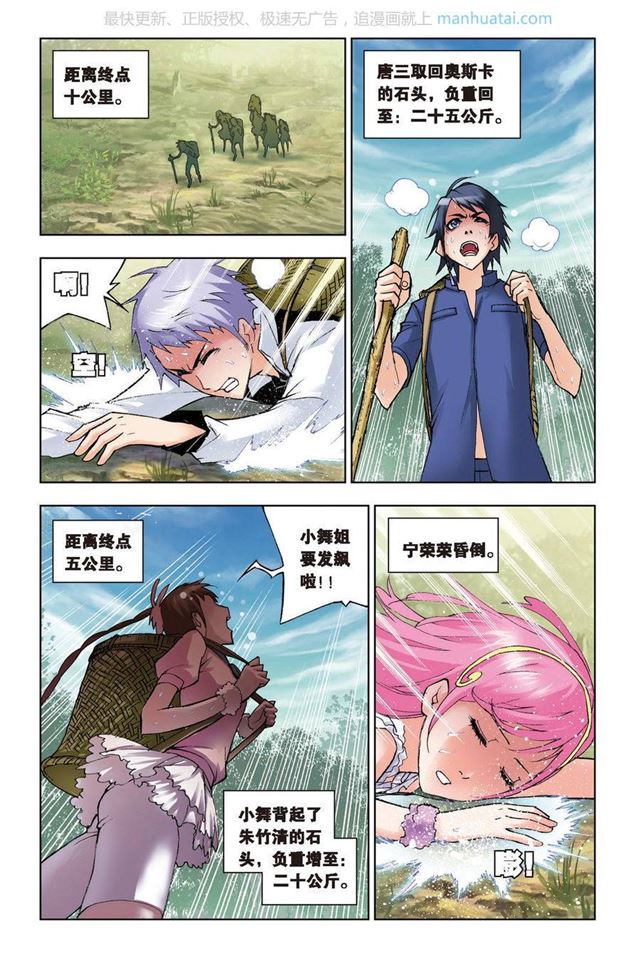 最快更新、正版授权、极速无广告，追漫画就上 manhuatai.com
距离终点
十公里。
唐三取回奥斯卡
的石头，负重回
至：二十五公斤。
啊!
空!
距离终点
五公里。
小舞姐
要发飙
啦!!
小舞背起了
朱竹清的石
头，负重增至：
二十公斤。
宁荣荣昏倒。
嘭!